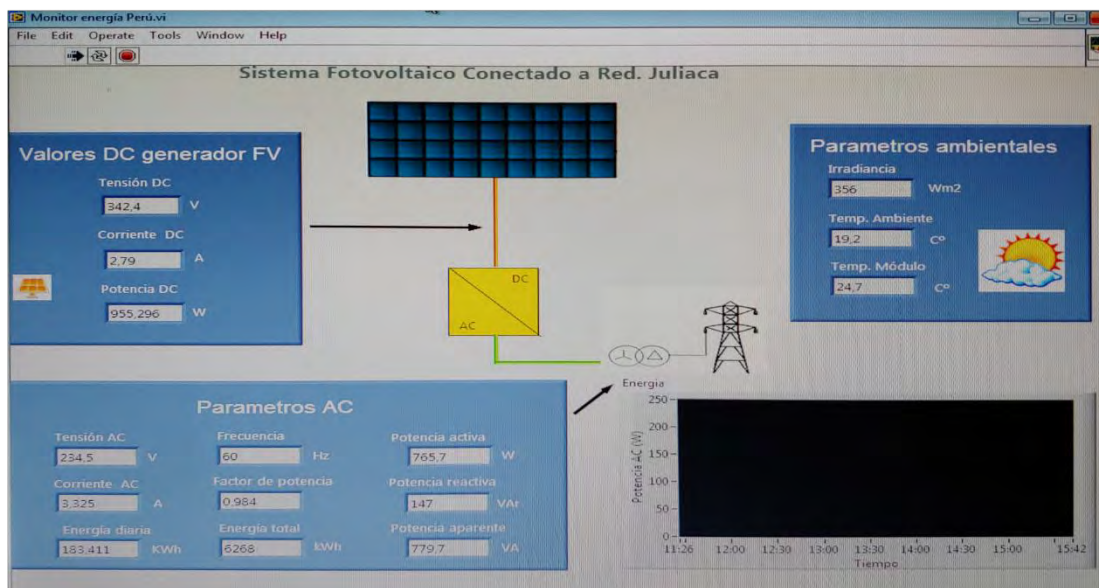 Monitor energía Perú.vi
File Edit Operate Tools Window Help
Sistema Fotovoltaico Conectado a Red. Juliaca
Valores DC generador FV
Tensión DC
342,4 V
Corriente DC
2,79 A
Potencia DC
955,296 W
DC
AC
Parametros ambientales
Irradiancia
356 Wm2
Temp. Ambiente
19,2 Cº
Temp. Módulo
24,7 Cº
Parametros AC
Tensión AC Frecuencia Potencia activa
234,5 V 60 Hz 765,7 W
Corriente AC Factor de potencia Potencia reactiva
3,325 A 0,984 147 VAr
Energía diaria Energía total Potencia aparente
183,411 KWh 6268 kWh 779,7 VA
Energía
Potencia AC (W)
250
200
150
100
50
0
11:26 12:00 12:30 13:00 13:30 14:00 14:30 15:00 15:42
Tiempo